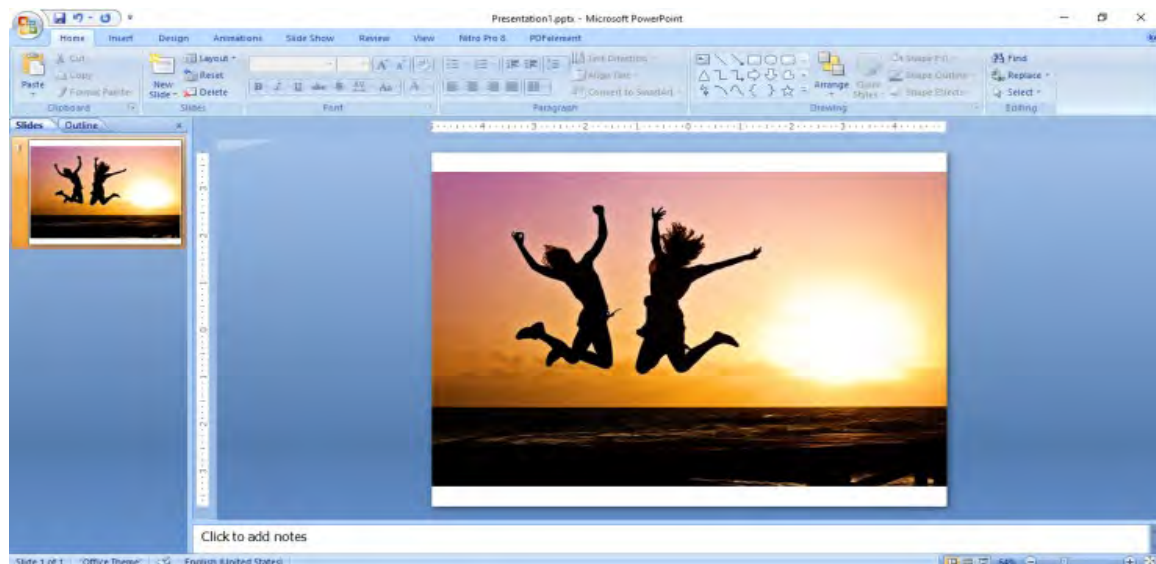 Presentation1.pptx - Microsoft PowerPoint
Home Insert Design Animations Slide Show Review View Nitro Pro 8 PDFelement
Cut
Copy
Format Painter
Paste
Clipboard
New Slide
Layout
Reset
Delete
Slides
Font
Text Direction
Align Text
Convert to SmartArt
Paragraph
Arrange
Quick Styles
Shape Fill
Shape Outline
Shape Effects
Drawing
Find
Replace
Select
Editing
Slides Outline
1
Click to add notes
Slide 1 of 1 "Office Theme" English (United States) 64%